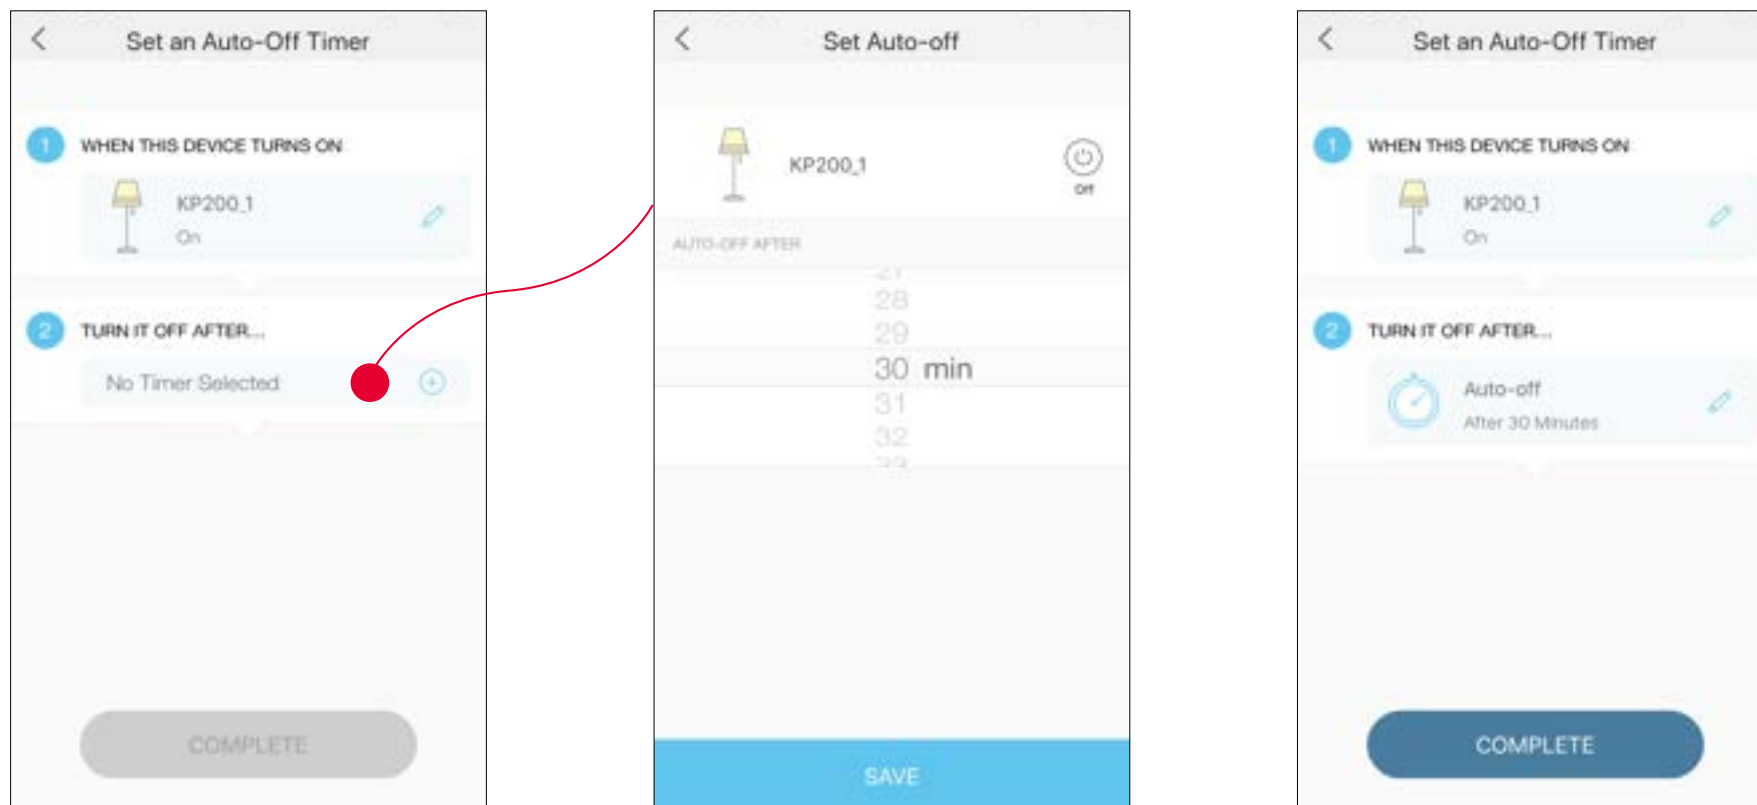 Set an Auto-Off Timer
1 WHEN THIS DEVICE TURNS ON
KP200_1
On
2 TURN IT OFF AFTER...
No Timer Selected
COMPLETE
Set Auto-off
KP200_1
Off
AUTO-OFF AFTER
27
28
29
30 min
31
32
33
SAVE
Set an Auto-Off Timer
1 WHEN THIS DEVICE TURNS ON
KP200_1
On
2 TURN IT OFF AFTER...
Auto-off
After 30 Minutes
COMPLETE